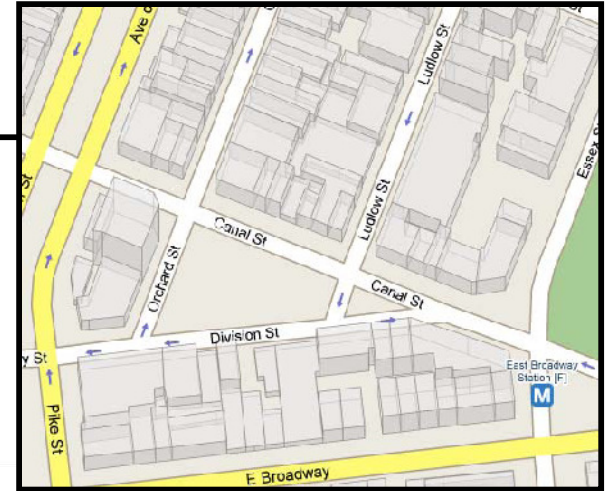 Ave o
Ludlow St
Essex S
St
Canal St
Ludlow St
Orchard St
Canal St
Division St
y St
East Broadway
Station [F]
M
Pike St
E Broadway